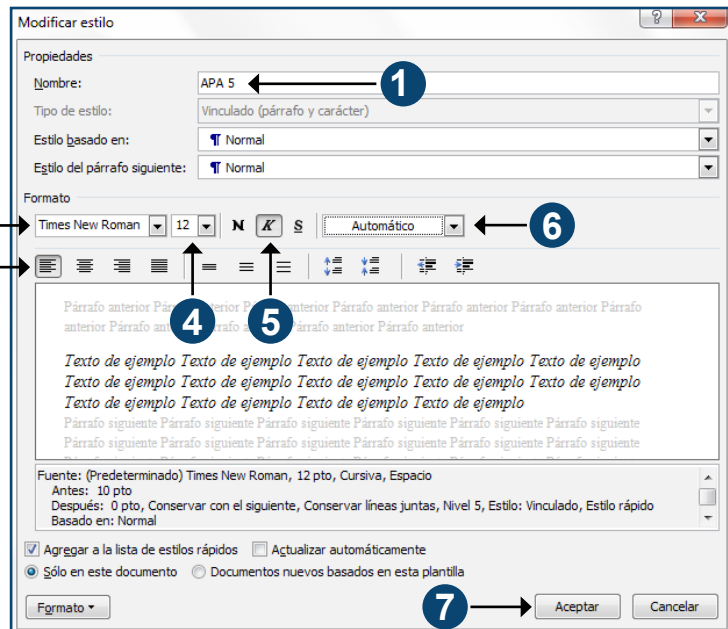 Modificar estilo
Propiedades
Nombre: APA 5 1
Tipo de estilo: Vinculado (párrafo y carácter)
Estilo basado en: ¶ Normal
Estilo del párrafo siguiente: ¶ Normal
Formato
Times New Roman 12 N K S Automático 6
4 5
Párrafo anterior Párrafo anterior Párrafo anterior Párrafo anterior Párrafo anterior Párrafo
anterior Párrafo anterior Párrafo anterior Párrafo anterior Párrafo anterior
Texto de ejemplo Texto de ejemplo Texto de ejemplo Texto de ejemplo Texto de ejemplo
Texto de ejemplo Texto de ejemplo Texto de ejemplo Texto de ejemplo Texto de ejemplo
Texto de ejemplo Texto de ejemplo Texto de ejemplo Texto de ejemplo
Párrafo siguiente Párrafo siguiente Párrafo siguiente Párrafo siguiente Párrafo siguiente
Párrafo siguiente Párrafo siguiente Párrafo siguiente Párrafo siguiente Párrafo siguiente
Párrafo siguiente Párrafo siguiente Párrafo siguiente Párrafo siguiente Párrafo siguiente
Fuente: (Predeterminado) Times New Roman, 12 pto, Cursiva, Espacio
Antes: 10 pto
Después: 0 pto, Conservar con el siguiente, Conservar líneas juntas, Nivel 5, Estilo: Vinculado, Estilo rápido
Basado en: Normal
Agregar a la lista de estilos rápidos Actualizar automáticamente
Sólo en este documento Documentos nuevos basados en esta plantilla
Formato 7 Aceptar Cancelar